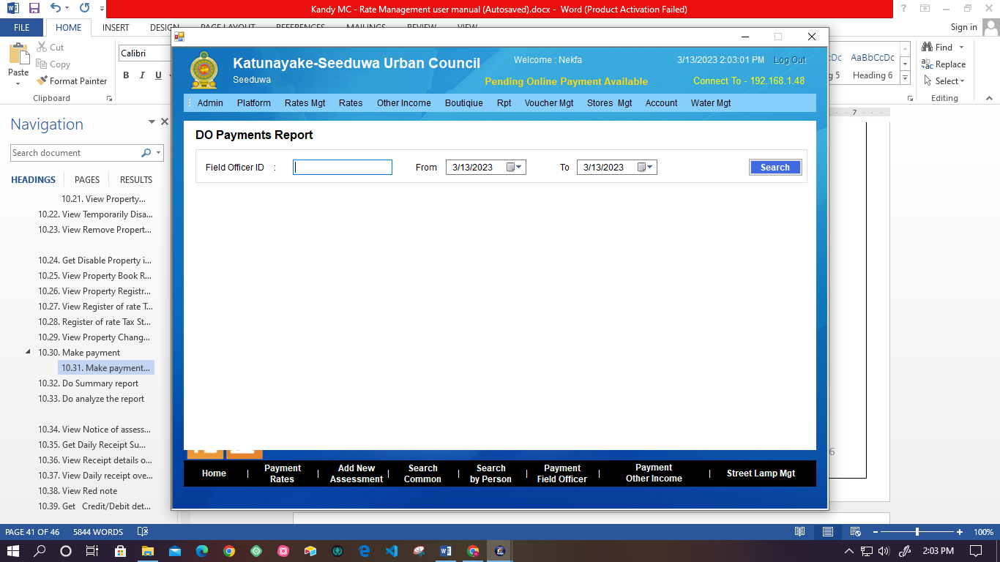 Kandy MC - Rate Management user manual (Autosaved).docx - Word (Product Activation Failed)
FILE HOME INSERT DESIGN PAGE LAYOUT REFERENCES MAILINGS REVIEW VIEW
Sign in
Paste
Cut
Copy
Format Painter
Clipboard
Calibri
B I U
AaBbCcDc
Heading 6
Find
Replace
Select
Editing
Navigation
Search document
HEADINGS PAGES RESULTS
10.21. View Property...
10.22. View Temporarily Disa...
10.23. View Remove Propert...
10.24. Get Disable Property i...
10.25. View Property Book R...
10.26. View Property Registr...
10.27. View Register of rate T...
10.28. Register of rate Tax St...
10.29. View Property Chang...
10.30. Make payment
10.31. Make payment...
10.32. Do Summary report
10.33. Do analyze the report
10.34. View Notice of assess...
10.35. Get Daily Receipt Su...
10.36. View Receipt details o...
10.37. View Daily receipt ove...
10.38. View Red note
10.39. Get Credit/Debit det...
Katunayake-Seeduwa Urban Council
Seeduwa
Welcome : Nekfa
3/13/2023 2:03:01 PM Log Out
Pending Online Payment Available
Connect To - 192.168.1.48
Admin Platform Rates Mgt Rates Other Income Boutiqiue Rpt Voucher Mgt Stores Mgt Account Water Mgt
DO Payments Report
Field Officer ID : From 3/13/2023 To 3/13/2023 Search
Home | Payment Rates | Add New Assessment | Search Common | Search by Person | Payment Field Officer | Payment Other Income | Street Lamp Mgt
7
6
PAGE 41 OF 46 5844 WORDS
100%
2:03 PM